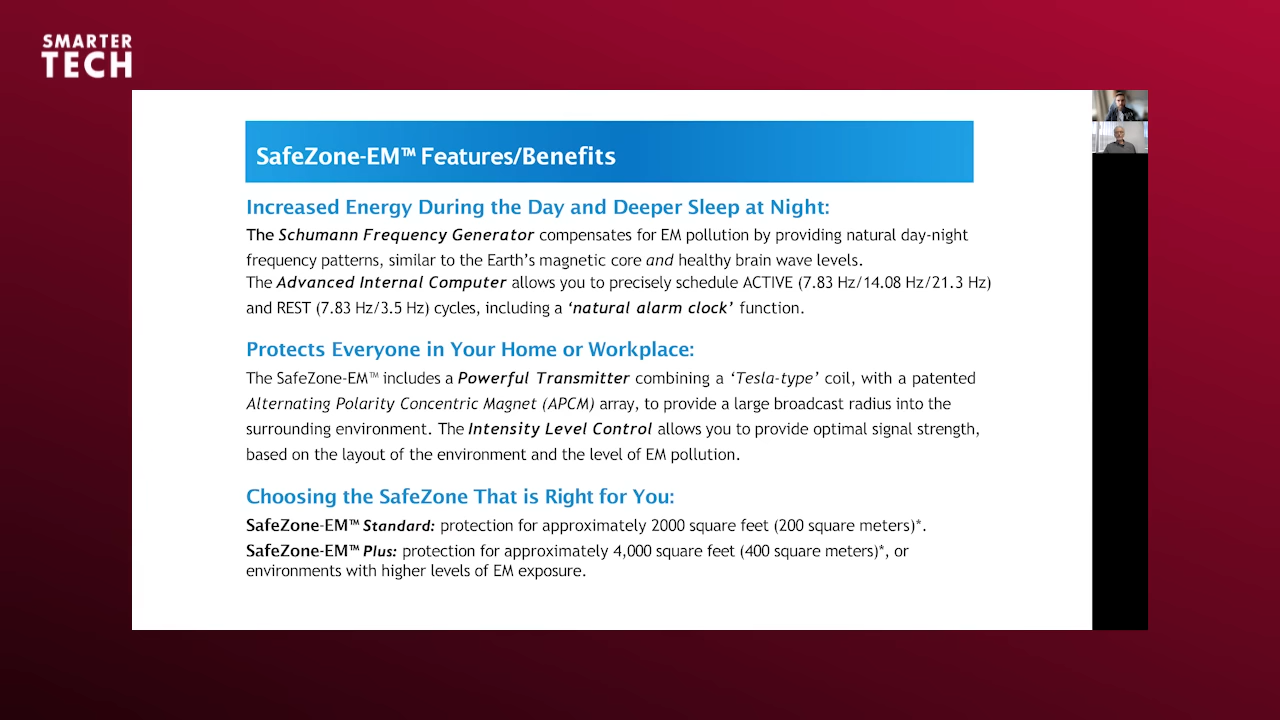 SMARTER
TECH
SafeZone-EM™ Features/Benefits
Increased Energy During the Day and Deeper Sleep at Night:
The Schumann Frequency Generator compensates for EM pollution by providing natural day-night
frequency patterns, similar to the Earth's magnetic core and healthy brain wave levels.
The Advanced Internal Computer allows you to precisely schedule ACTIVE (7.83 Hz/14.08 Hz/21.3 Hz)
and REST (7.83 Hz/3.5 Hz) cycles, including a 'natural alarm clock' function.
Protects Everyone in Your Home or Workplace:
The SafeZone-EM™ includes a Powerful Transmitter combining a 'Tesla-type' coil, with a patented
Alternating Polarity Concentric Magnet (APCM) array, to provide a large broadcast radius into the
surrounding environment. The Intensity Level Control allows you to provide optimal signal strength,
based on the layout of the environment and the level of EM pollution.
Choosing the SafeZone That is Right for You:
SafeZone-EM™ Standard: protection for approximately 2000 square feet (200 square meters)*.
SafeZone-EM™ Plus: protection for approximately 4,000 square feet (400 square meters)*, or
environments with higher levels of EM exposure.